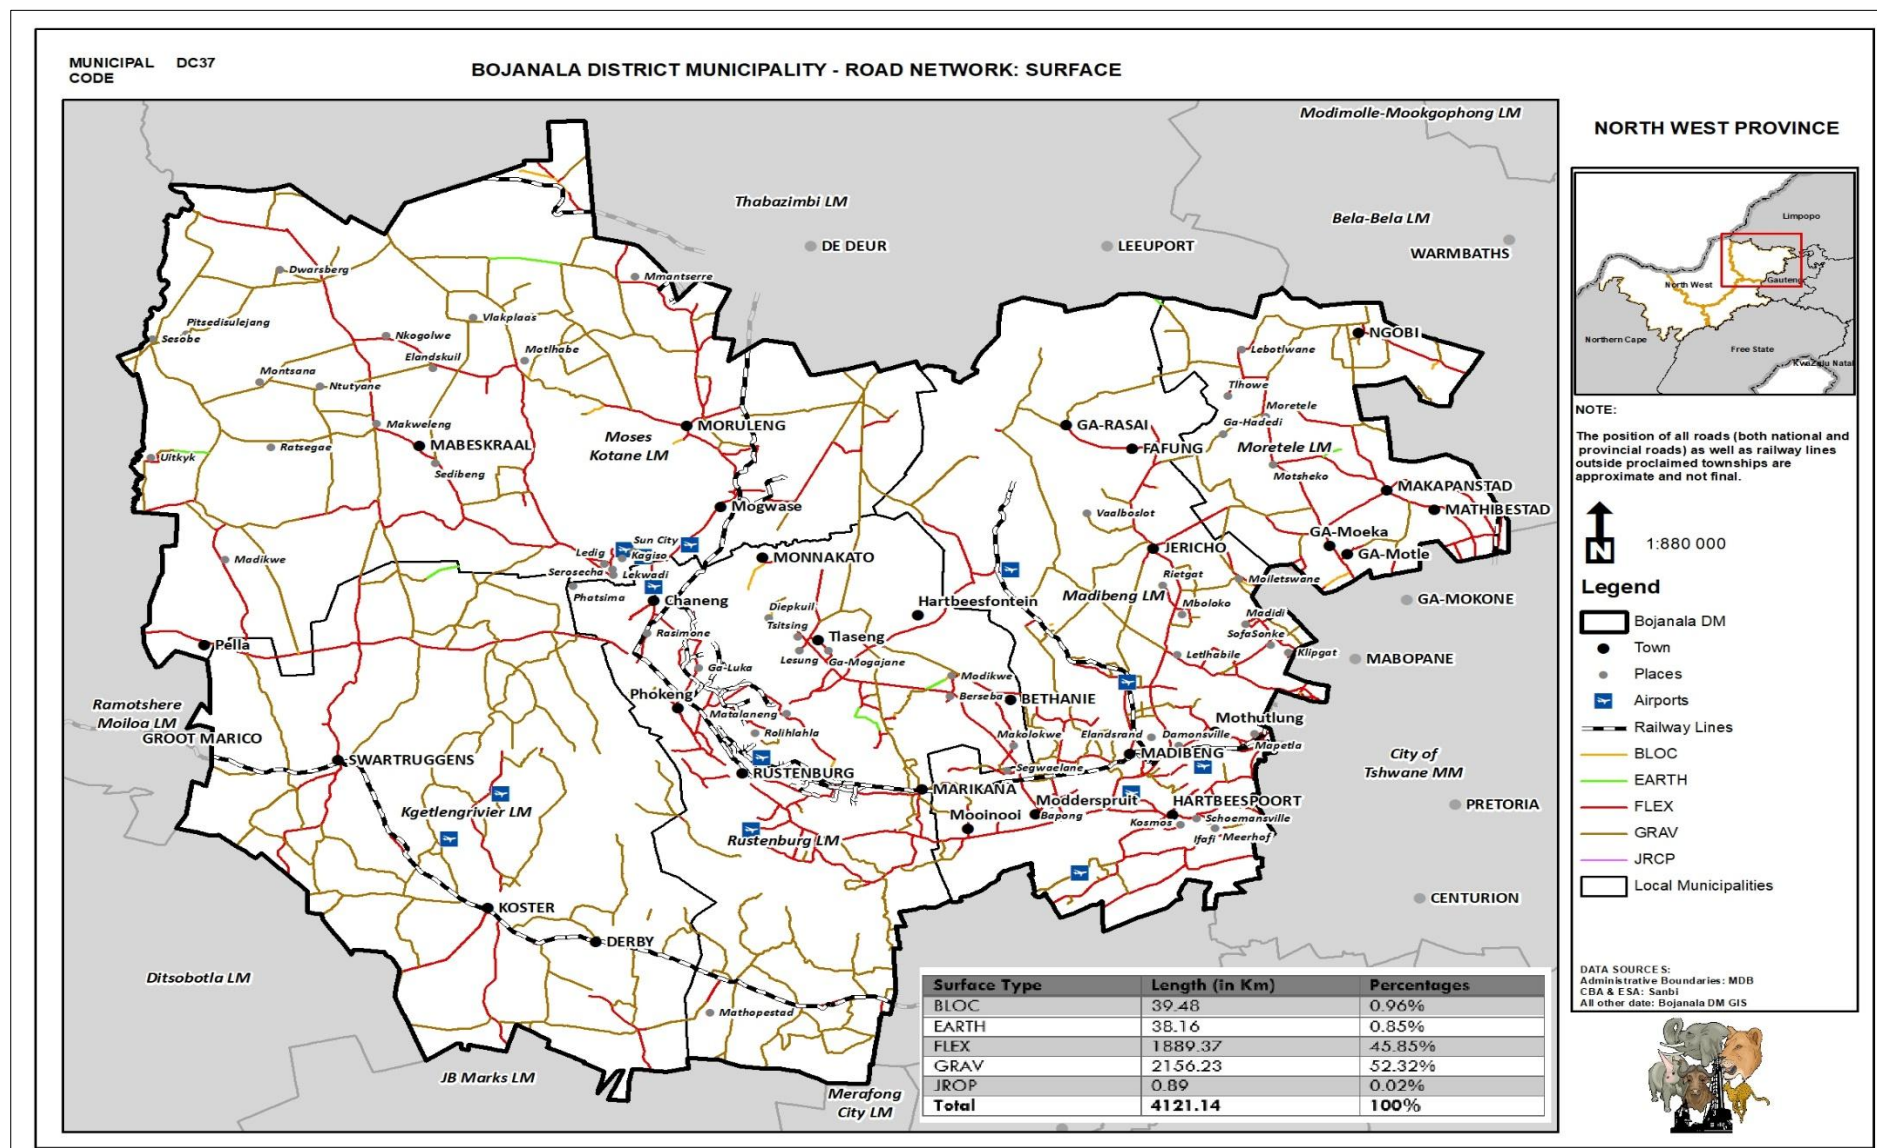 MUNICIPAL DC37
CODE
BOJANALA DISTRICT MUNICIPALITY - ROAD NETWORK: SURFACE
Modimolle-Mookgophong LM
Thabazimbi LM
Bela-Bela LM
DE DEUR
LEEUPORT
WARMBATHS
Dwarsberg
Mmantserre
Pitsedisulejang
Sesobe
Vlakplaas
Nkogolwe
Elandskuil
Motlhabe
Montsana
Ntutyane
NGOBI
Lebotlwane
Tlhowe
Moretele
Ga-Hadedi
Makweleng
MABESKRAAL
Ratsegae
Uitkyk
Sedibeng
Moses
Kotane LM
MORULENG
GA-RASAI
FAFUNG
Moretele LM
Motsheko
MAKAPANSTAD
MATHIBESTAD
Mogwase
Vaalboslot
GA-Moeka
GA-Motle
JERICHO
Madikwe
Sun City
Ledig
Kagiso
Serosecha
Lekwadi
Phatsima
MONNAKATO
Chaneng
Rietgat
Moiletswane
GA-MOKONE
Hartbeesfontein
Madibeng LM
Mboloko
Madidi
SofaSonke
Klipgat
Diepkuil
Tsitsing
Tlaseng
Rasimone
Lesung
Ga-Mogajane
Letlhabile
MABOPANE
Pella
Ga-Luka
Modikwe
Berseba
BETHANIE
Ramotshere
Moiloa LM
GROOT MARICO
Phokeng
Matalaneng
Rolihlahla
Makolokwe
Elandsrand
Damonsville
Mothutlung
Mapetla
MADIBENG
City of
Tshwane MM
SWARTRUGGENS
RUSTENBURG
Segwaelane
MARIKANA
Kgetlengrivier LM
Modderspruit
HARTBEESPOORT
PRETORIA
Mooinooi
Bapong
Kosmos
Schoemansville
Ifafi
Meerhof
Rustenburg LM
KOSTER
CENTURION
DERBY
Ditsobotla LM
Mathopestad
JB Marks LM
Merafong
City LM
Surface Type Length (in Km) Percentages
BLOC 39.48 0.96%
EARTH 38.16 0.85%
FLEX 1889.37 45.85%
GRAV 2156.23 52.32%
JROP 0.89 0.02%
Total 4121.14 100%
NORTH WEST PROVINCE
Limpopo
North West
Gauteng
Northern Cape
Free State
KwaZulu Natal
NOTE:
The position of all roads (both national and
provincial roads) as well as railway lines
outside proclaimed townships are
approximate and not final.
N
1:880 000
Legend
Bojanala DM
Town
Places
Airports
Railway Lines
BLOC
EARTH
FLEX
GRAV
JRCP
Local Municipalities
DATA SOURCES:
Administrative Boundaries: MDB
CBA & ESA: Sanbi
All other date: Bojanala DM GIS